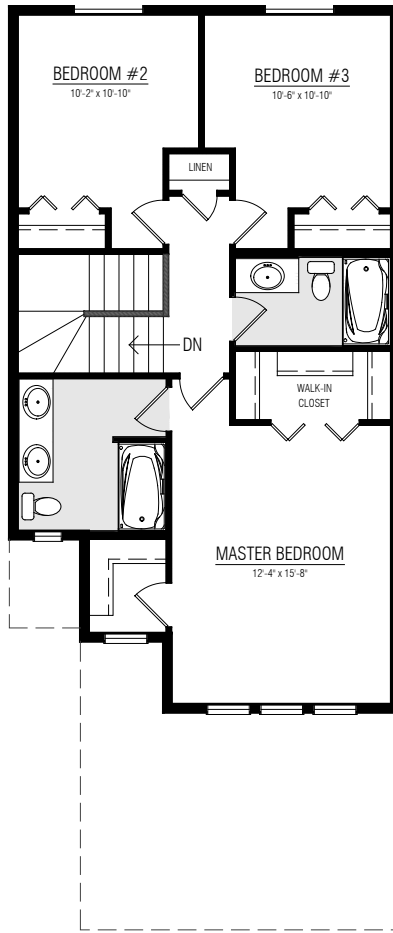 BEDROOM #2
10'-2" x 10'-10"
BEDROOM #3
10'-6" x 10'-10"
LINEN
DN
WALK-IN
CLOSET
MASTER BEDROOM
12'-4" x 15'-8"